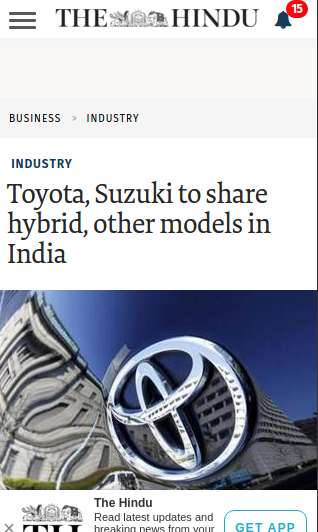 THE HINDU
15
BUSINESS > INDUSTRY
INDUSTRY
Toyota, Suzuki to share
hybrid, other models in
India
The Hindu
Read latest updates and
breaking news from your
GET APP
× TH